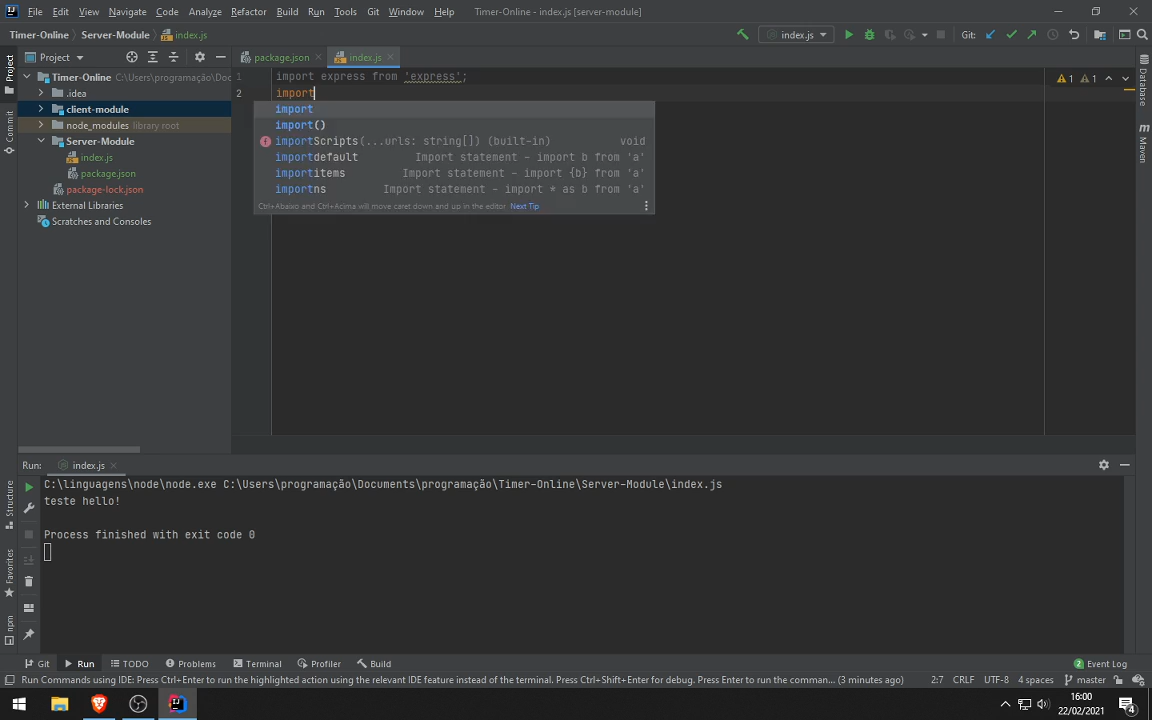 File Edit View Navigate Code Analyze Refactor Build Run Tools Git Window Help Timer-Online - index.js [server-module]
Timer-Online Server-Module index.js index.js Git:
Project package.json index.js
Timer-Online C:\Users\programação\Doc
.idea
client-module
node_modules library root
Server-Module
index.js
package.json
package-lock.json
External Libraries
Scratches and Consoles
1 import express from 'express';
2 import
1 1
import
import()
importScripts(...urls: string[]) (built-in) void
importdefault Import statement - import b from 'a'
importitems Import statement - import {b} from 'a'
importns Import statement - import * as b from 'a'
Ctrl+Abaixo and Ctrl+Acima will move caret down and up in the editor Next Tip
Project
Commit
Structure
Favorites
npm
Database
Maven
Run: index.js
C:\linguagens\node\node.exe C:\Users\programação\Documents\programação\Timer-Online\Server-Module\index.js
teste hello!
Process finished with exit code 0
Git Run TODO Problems Terminal Profiler Build 2 Event Log
Run Commands using IDE: Press Ctrl+Enter to run the highlighted action using the relevant IDE feature instead of the terminal. Press Ctrl+Shift+Enter for debug. Press Enter to run the comman... (3 minutes ago) 2:7 CRLF UTF-8 4 spaces master
16:00
22/02/2021
4